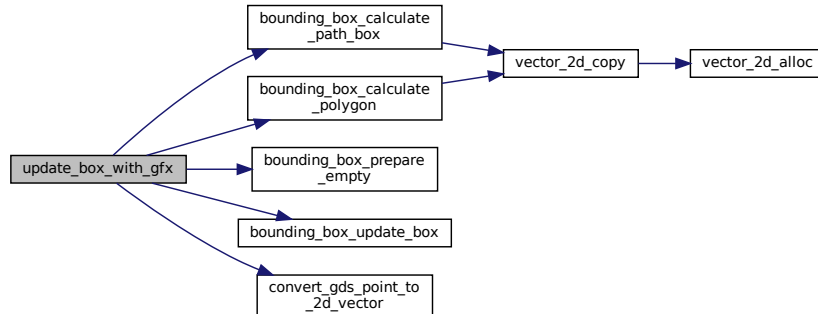 bounding_box_calculate
_path_box
vector_2d_copy
vector_2d_alloc
bounding_box_calculate
_polygon
update_box_with_gfx
bounding_box_prepare
_empty
bounding_box_update_box
convert_gds_point_to
_2d_vector